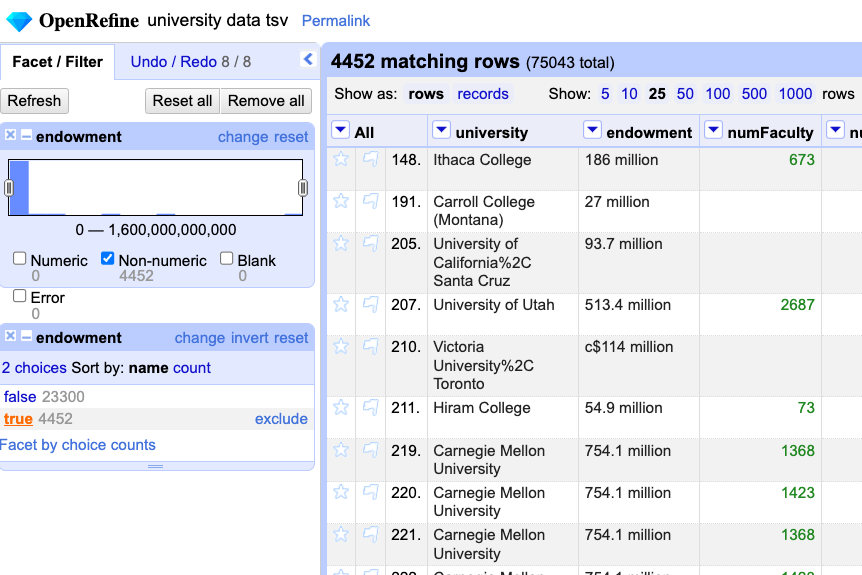 OpenRefine university data tsv Permalink
Facet / Filter Undo / Redo 8 / 8
Refresh Reset all Remove all
endowment change reset
0 — 1,600,000,000,000
Numeric 0 Non-numeric 4452 Blank 0
Error 0
endowment change invert reset
2 choices Sort by: name count
false 23300
true 4452 exclude
Facet by choice counts
4452 matching rows (75043 total)
Show as: rows records Show: 5 10 25 50 100 500 1000 rows
All university endowment numFaculty nu
148. Ithaca College 186 million 673
191. Carroll College 27 million
(Montana)
205. University of 93.7 million
California%2C
Santa Cruz
207. University of Utah 513.4 million 2687
210. Victoria c$114 million
University%2C
Toronto
211. Hiram College 54.9 million 73
219. Carnegie Mellon 754.1 million 1368
University
220. Carnegie Mellon 754.1 million 1423
University
221. Carnegie Mellon 754.1 million 1368
University